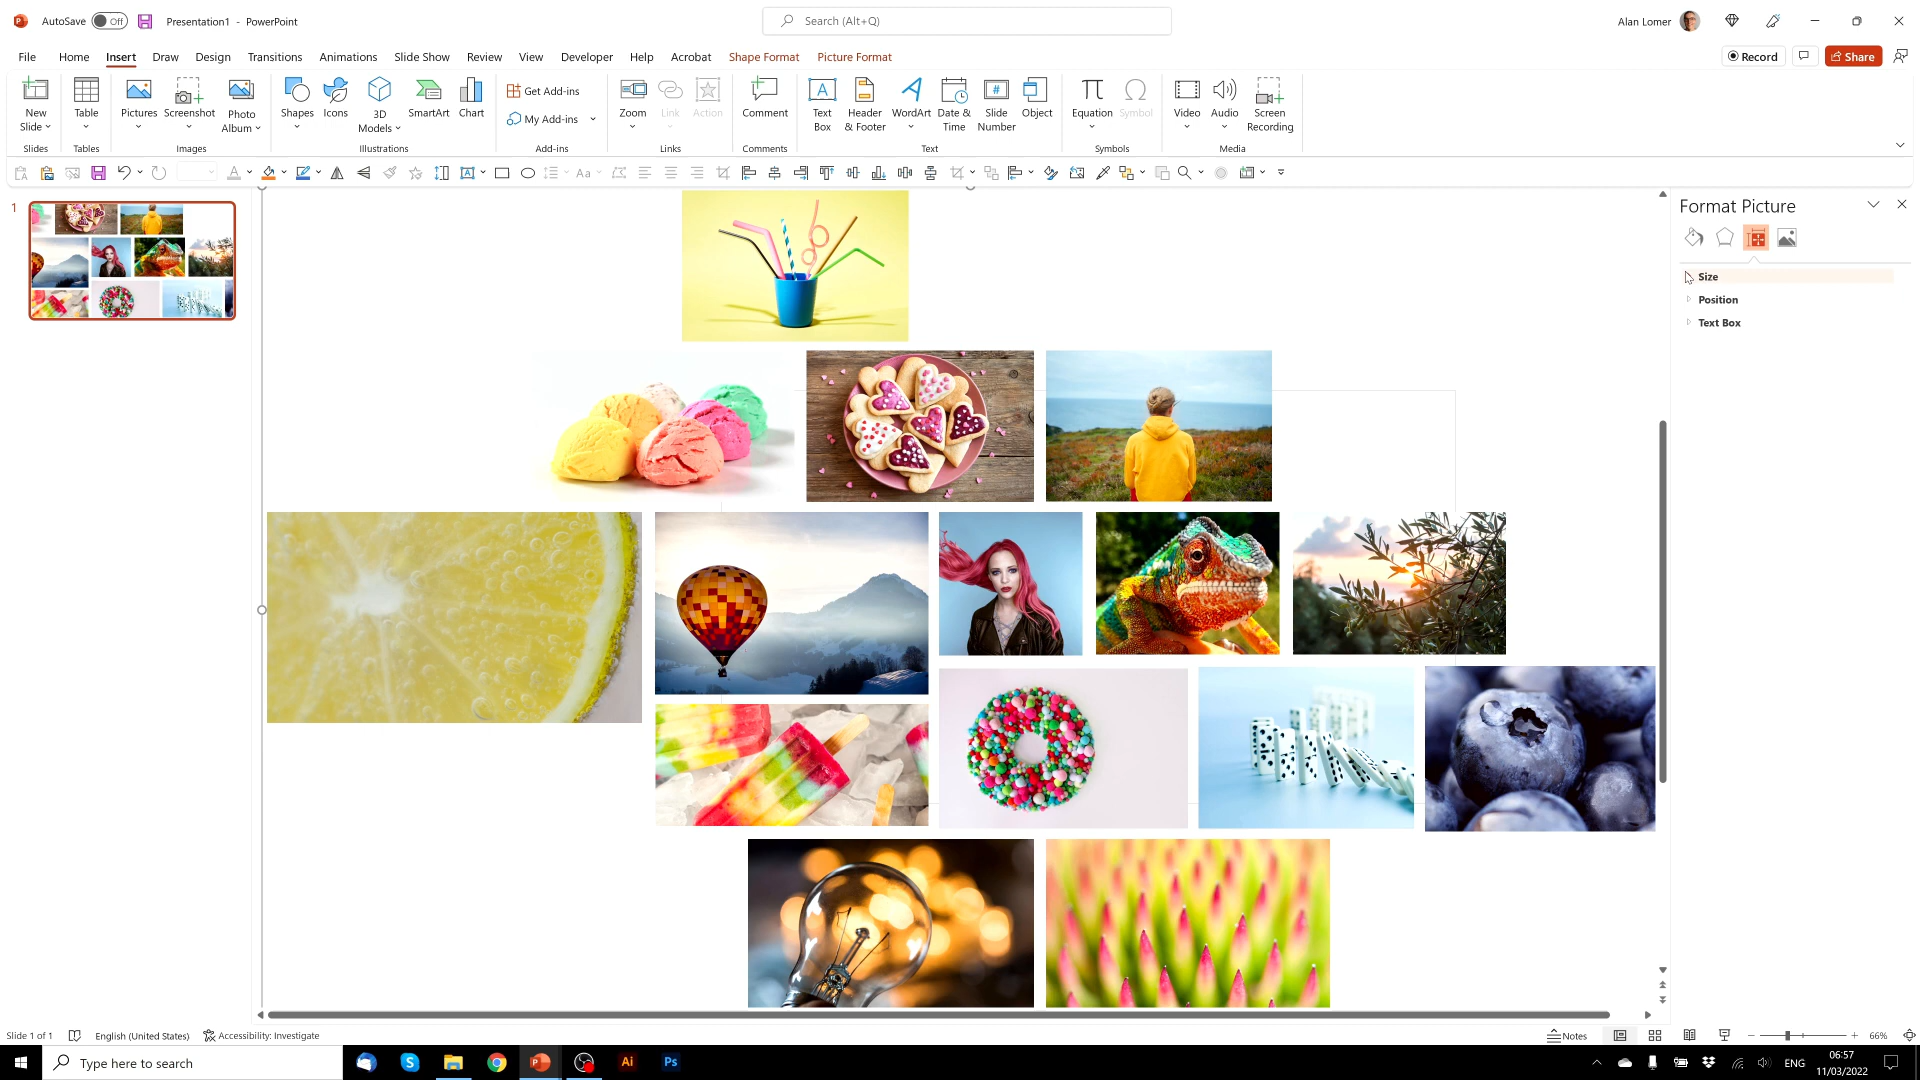 AutoSave Off Presentation1 - PowerPoint Search (Alt+Q) Alan Lomer
File Home Insert Draw Design Transitions Animations Slide Show Review View Developer Help Acrobat Shape Format Picture Format Record Share
New Slide
Table
Pictures
Screenshot
Photo Album
Shapes
Icons
3D Models
SmartArt
Chart
Get Add-ins
My Add-ins
Zoom
Link
Action
Comment
Text Box
Header & Footer
WordArt
Date & Time
Slide Number
Object
Equation
Symbol
Video
Audio
Screen Recording
Slides Tables Images Illustrations Add-ins Links Comments Text Symbols Media
Aa
1
Format Picture
Size
Position
Text Box
Slide 1 of 1 English (United States) Accessibility: Investigate Notes 66%
Type here to search
Ai
Ps
ENG
06:57
11/03/2022